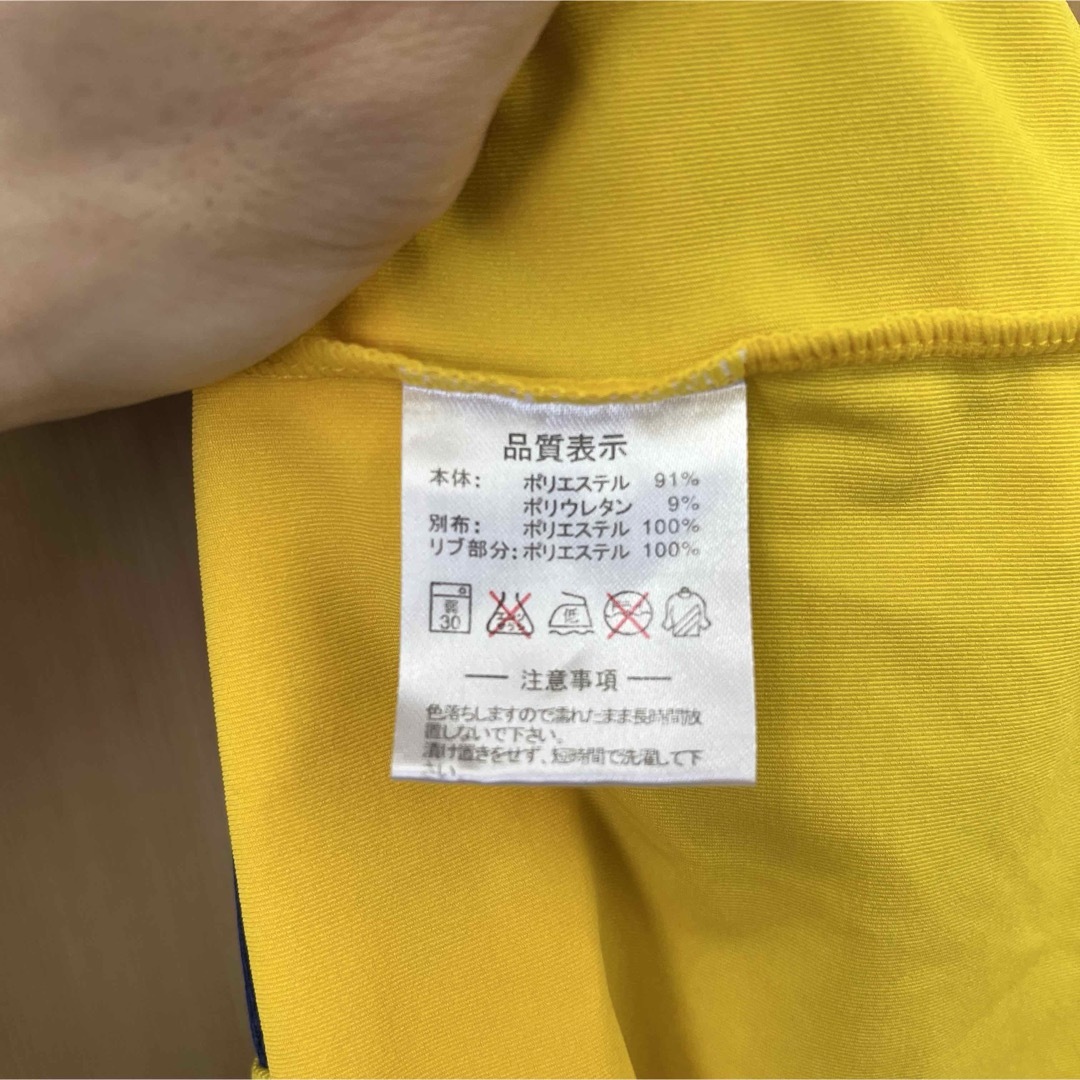 品質表示
本体: ポリエステル 91%
ポリウレタン 9%
別布: ポリエステル 100%
リブ部分: ポリエステル 100%
弱 30 低
注意事項
色落ちしますので濡れたまま長時間放
置しないで下さい。
漬け置きをせず、短時間で洗濯して下
さい